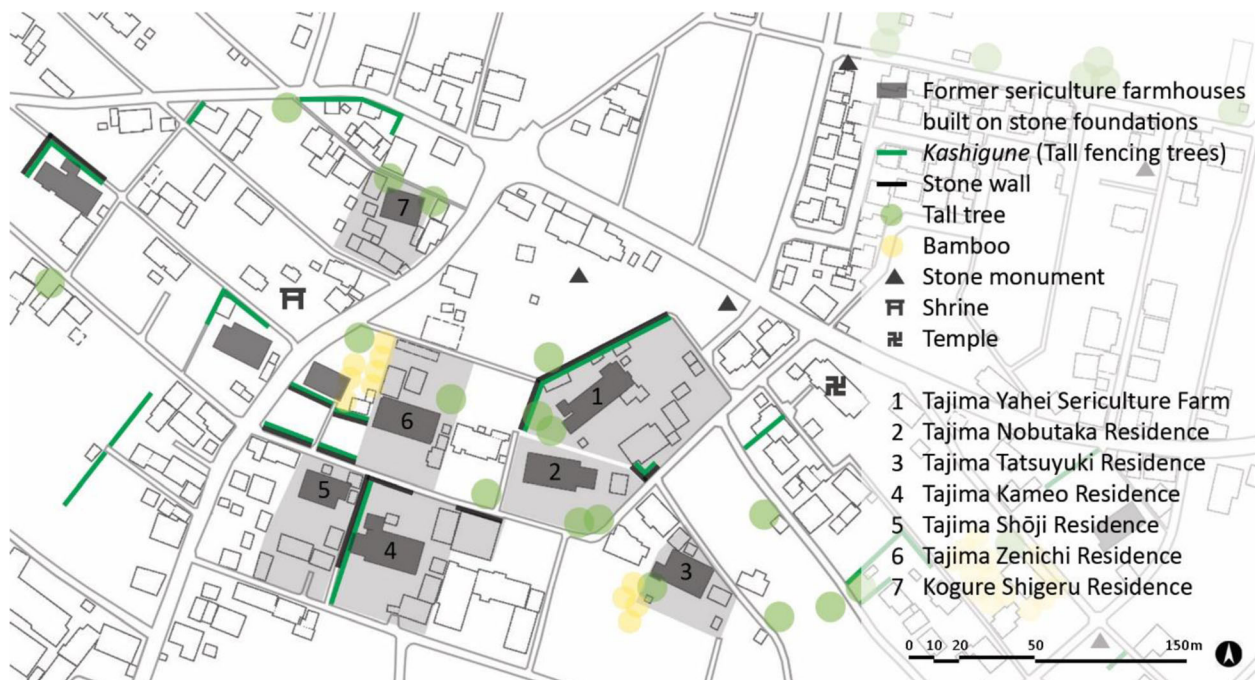 Former sericulture farmhouses
built on stone foundations
Kashigune (Tall fencing trees)
Stone wall
Tall tree
Bamboo
Stone monument
Shrine
Temple
1 Tajima Yahei Sericulture Farm
2 Tajima Nobutaka Residence
3 Tajima Tatsuyuki Residence
4 Tajima Kameo Residence
5 Tajima Shōji Residence
6 Tajima Zenichi Residence
7 Kogure Shigeru Residence
0 10 20 50 150m
7
1
6
2
5
4
3